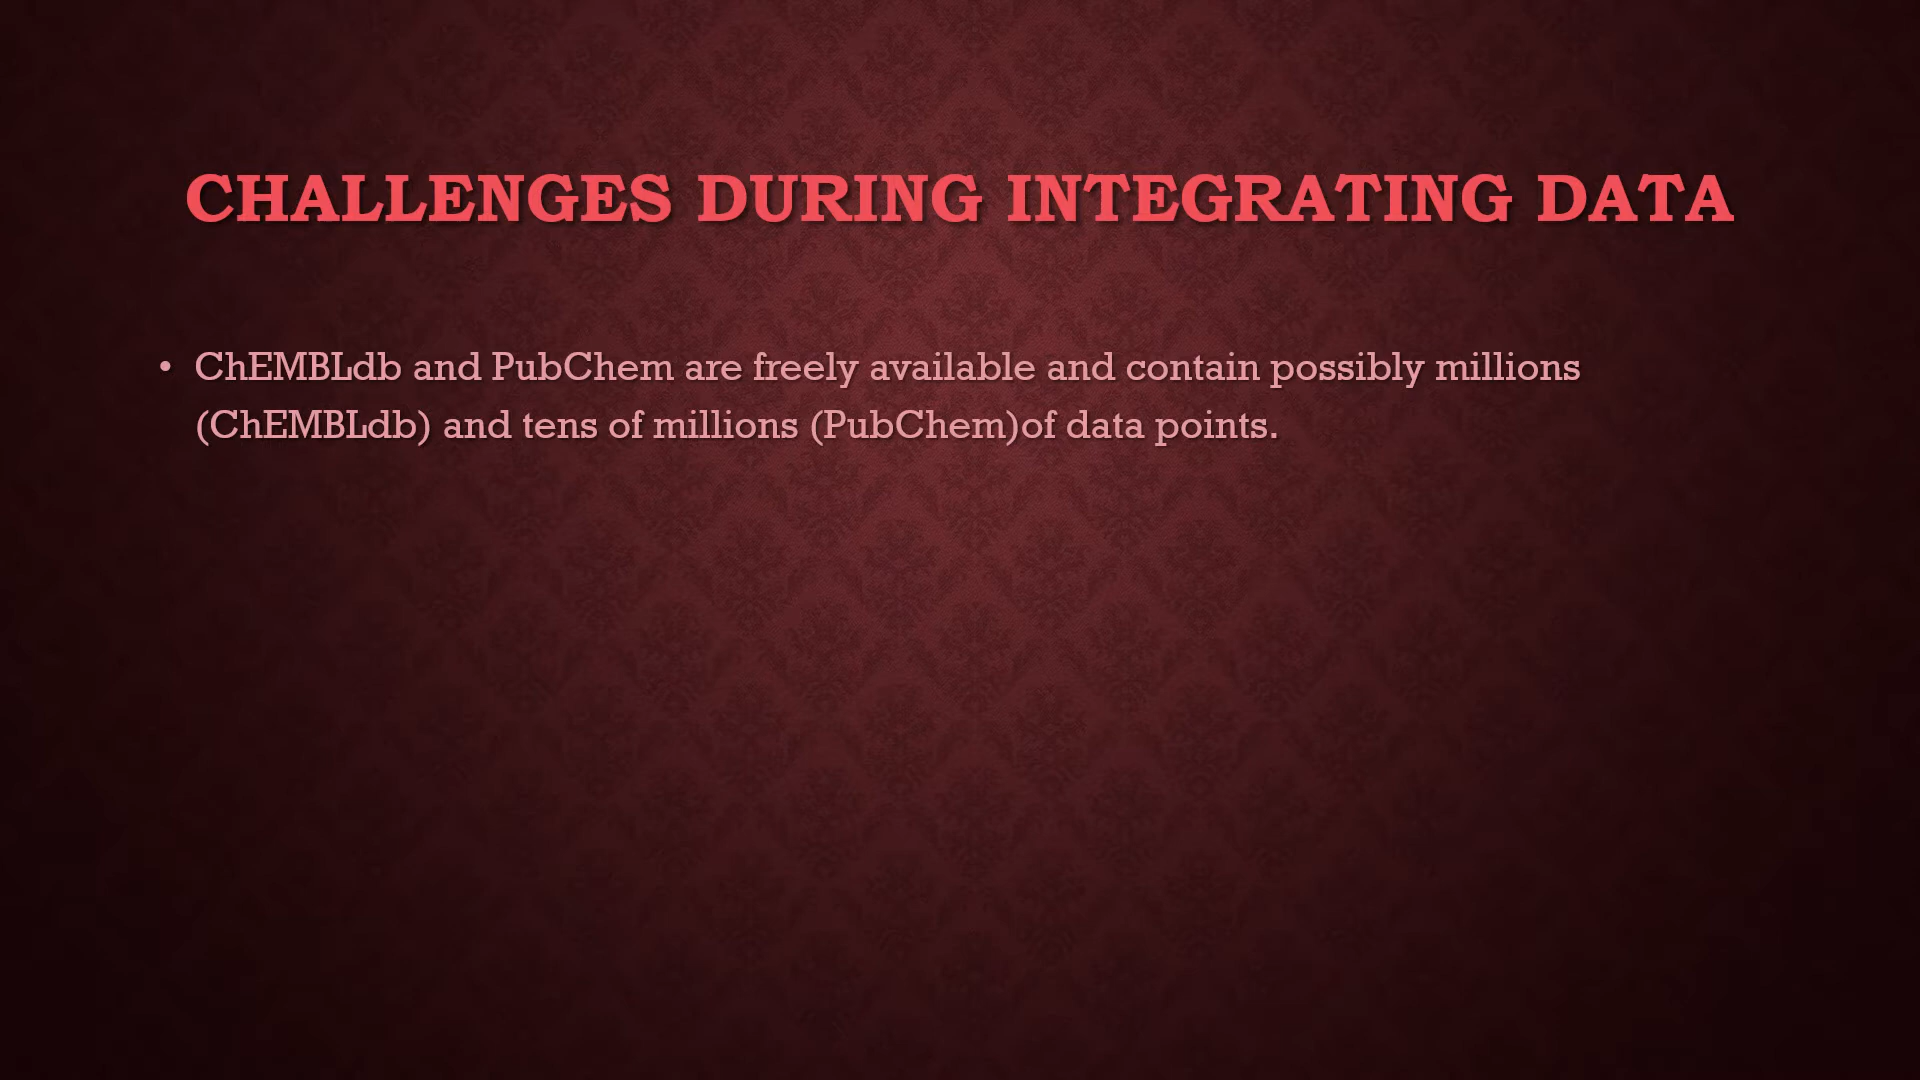 CHALLENGES DURING INTEGRATING DATA
• ChEMBLdb and PubChem are freely available and contain possibly millions
(ChEMBLdb) and tens of millions (PubChem)of data points.